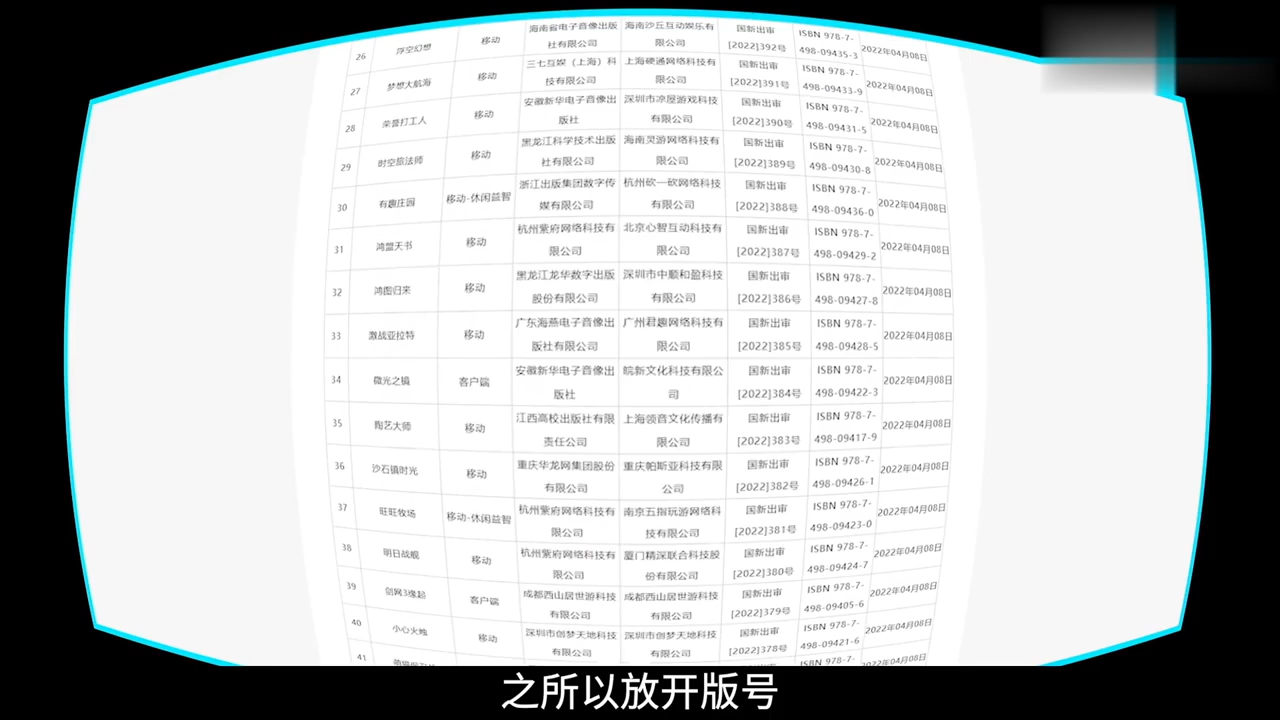 26 浮空幻想 移动 海南省电子音像出版社有限公司 海南沙丘互动娱乐有限公司 国新出审[2022]392号 ISBN 978-7-498-09435-3 2022年04月08日
27 梦想大航海 移动 三七互娱（上海）科技有限公司 上海硬通网络科技有限公司 国新出审[2022]391号 ISBN 978-7-498-09433-9 2022年04月08日
28 荣誉打工人 移动 安徽新华电子音像出版社 深圳市凉屋游戏科技有限公司 国新出审[2022]390号 ISBN 978-7-498-09431-5 2022年04月08日
29 时空旅法师 移动 黑龙江科学技术出版社有限公司 海南灵游网络科技有限公司 国新出审[2022]389号 ISBN 978-7-498-09430-8 2022年04月08日
30 有趣庄园 移动-休闲益智 浙江出版集团数字传媒有限公司 杭州砍一砍网络科技有限公司 国新出审[2022]388号 ISBN 978-7-498-09436-0 2022年04月08日
31 鸿盟天书 移动 杭州紫府网络科技有限公司 北京心智互动科技有限公司 国新出审[2022]387号 ISBN 978-7-498-09429-2 2022年04月08日
32 鸿图归来 移动 黑龙江龙华数字出版股份有限公司 深圳市中顺和盈科技有限公司 国新出审[2022]386号 ISBN 978-7-498-09427-8 2022年04月08日
33 激战亚拉特 移动 广东海燕电子音像出版社有限公司 广州君趣网络科技有限公司 国新出审[2022]385号 ISBN 978-7-498-09428-5 2022年04月08日
34 微光之镜 客户端 安徽新华电子音像出版社 皖新文化科技有限公司 国新出审[2022]384号 ISBN 978-7-498-09422-3 2022年04月08日
35 陶艺大师 移动 江西高校出版社有限责任公司 上海领音文化传播有限公司 国新出审[2022]383号 ISBN 978-7-498-09417-9 2022年04月08日
36 沙石镇时光 移动 重庆华龙网集团股份有限公司 重庆帕斯亚科技有限公司 国新出审[2022]382号 ISBN 978-7-498-09426-1 2022年04月08日
37 旺旺牧场 移动-休闲益智 杭州紫府网络科技有限公司 南京五指玩游网络科技有限公司 国新出审[2022]381号 ISBN 978-7-498-09423-0 2022年04月08日
38 明日战舰 移动 杭州紫府网络科技有限公司 厦门精深联合科技股份有限公司 国新出审[2022]380号 ISBN 978-7-498-09424-7 2022年04月08日
39 剑网3缘起 客户端 成都西山居世游科技有限公司 成都西山居世游科技有限公司 国新出审[2022]379号 ISBN 978-7-498-09405-6 2022年04月08日
40 小心火烛 移动 深圳市创梦天地科技有限公司 深圳市创梦天地科技有限公司 国新出审[2022]378号 ISBN 978-7-498-09421-6 2022年04月08日
41 国新出审 ISBN 978-7- 2022年04月08日
之所以放开版号